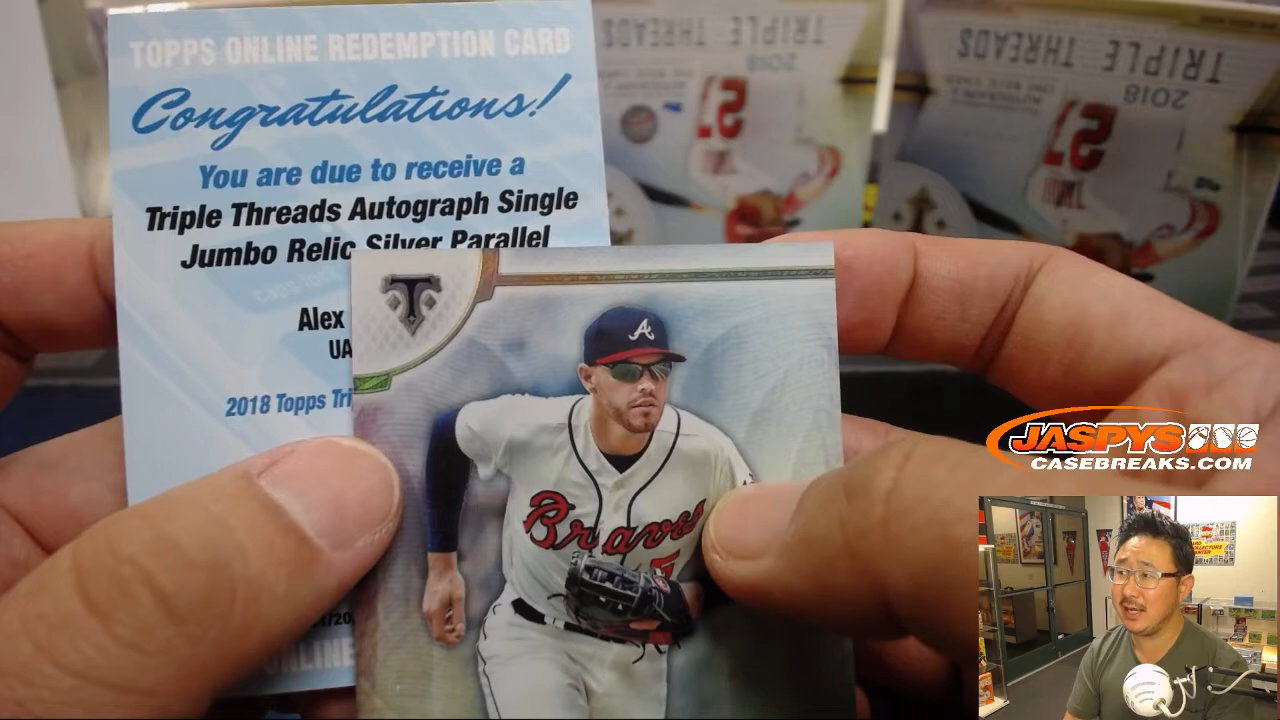 TOPPS ONLINE REDEMPTION CARD
Congratulations!
You are due to receive a
Triple Threads Autograph Single
Jumbo Relic Silver Parallel
Alex
UA
2018 Topps Tri
TRIPLE THREADS
2018
27
TRIPLE THREADS
2018
27
T
A
Braves
5
JASPYS
CASEBREAKS.COM